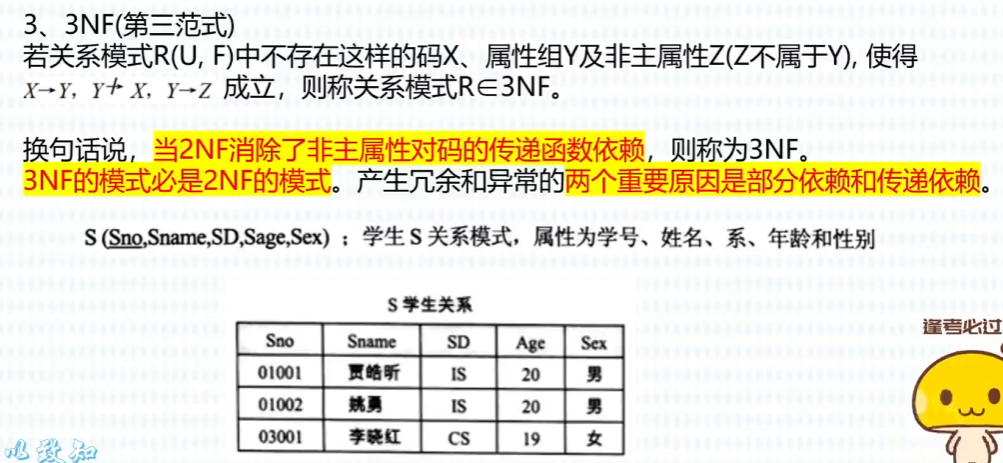 3、 3NF(第三范式)
若关系模式R(U, F)中不存在这样的码X、属性组Y及非主属性Z(Z不属于Y), 使得
X→Y，Y↛X，Y→Z 成立，则称关系模式R∈3NF。
换句话说，当2NF消除了非主属性对码的传递函数依赖，则称为3NF。
3NF的模式必是2NF的模式。产生冗余和异常的两个重要原因是部分依赖和传递依赖。
S (Sno,Sname,SD,Sage,Sex) ；学生 S 关系模式，属性为学号、姓名、系、年龄和性别
S 学生关系
Sno Sname SD Age Sex
01001 贾皓昕 IS 20 男
01002 姚勇 IS 20 男
03001 李晓红 CS 19 女
逢考必过
以致知